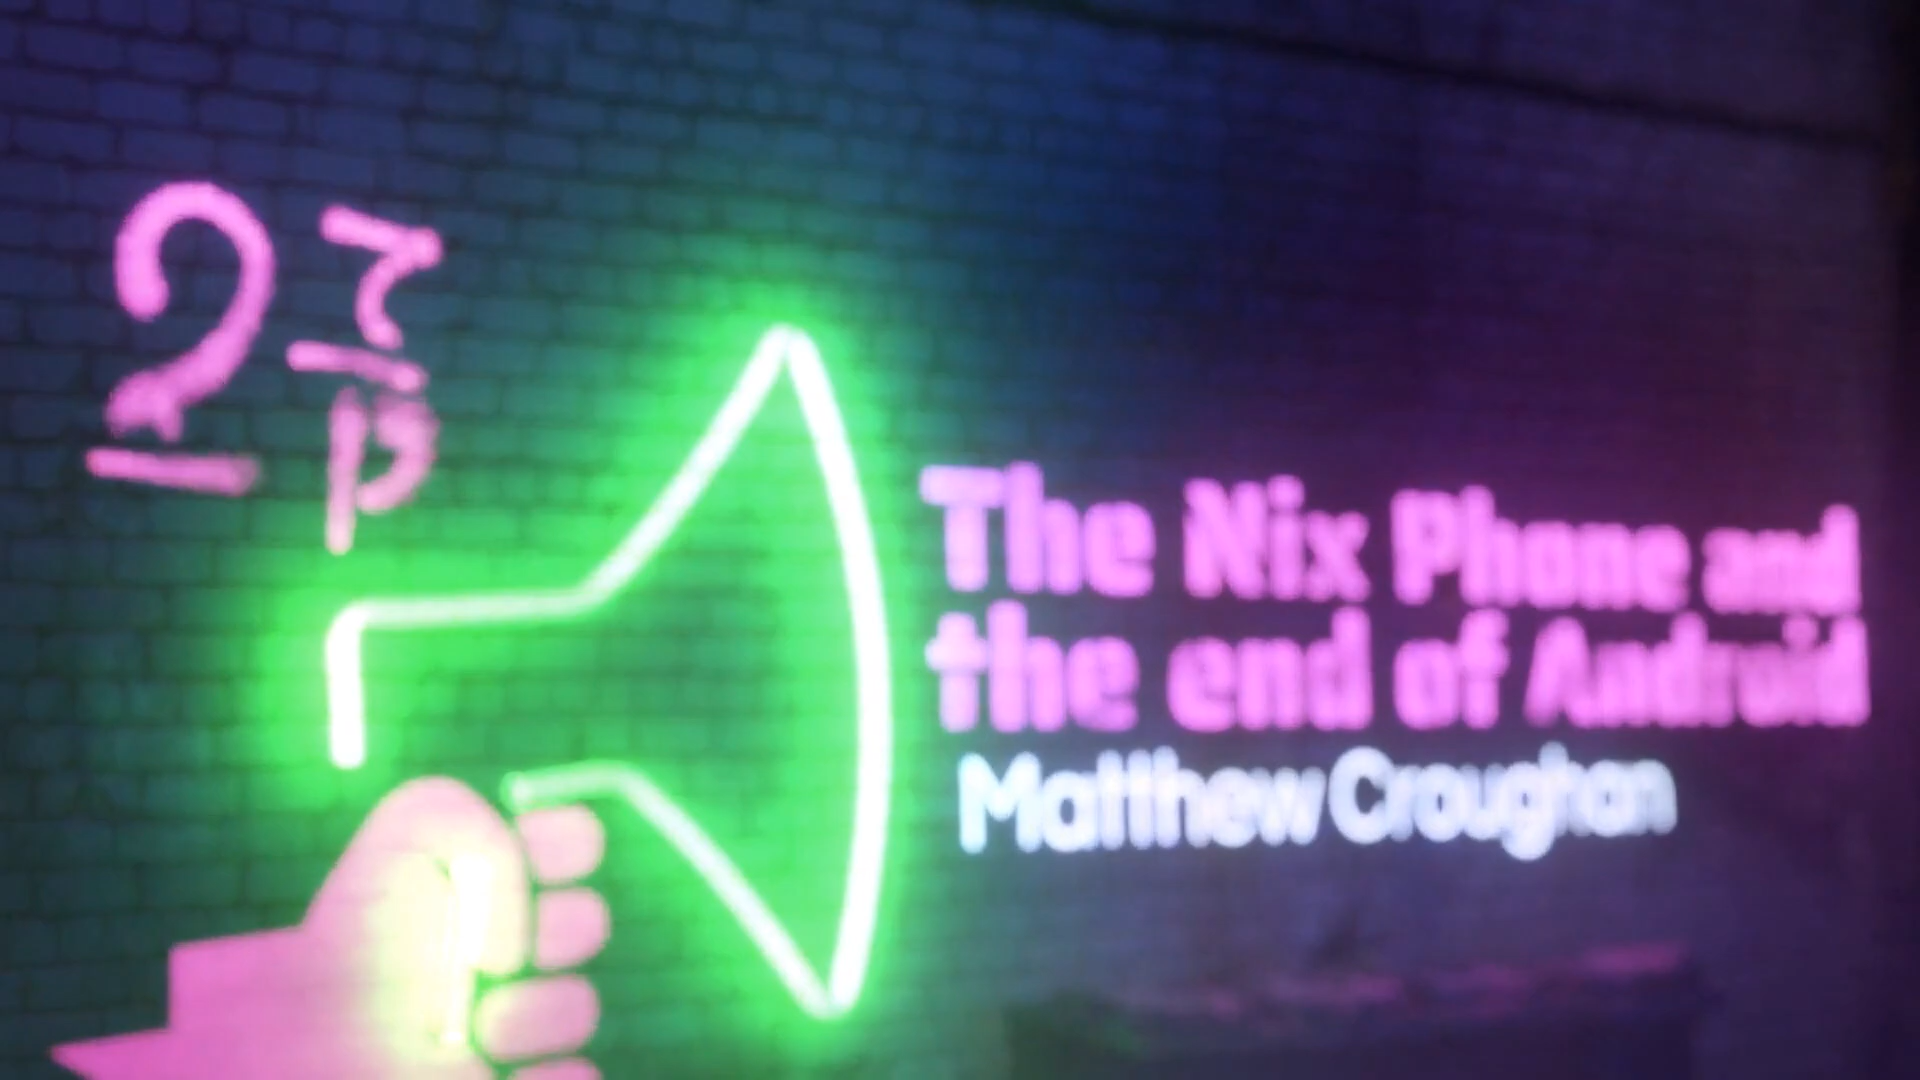 The Nix Phone and
the end of Android
Matthew Croughan